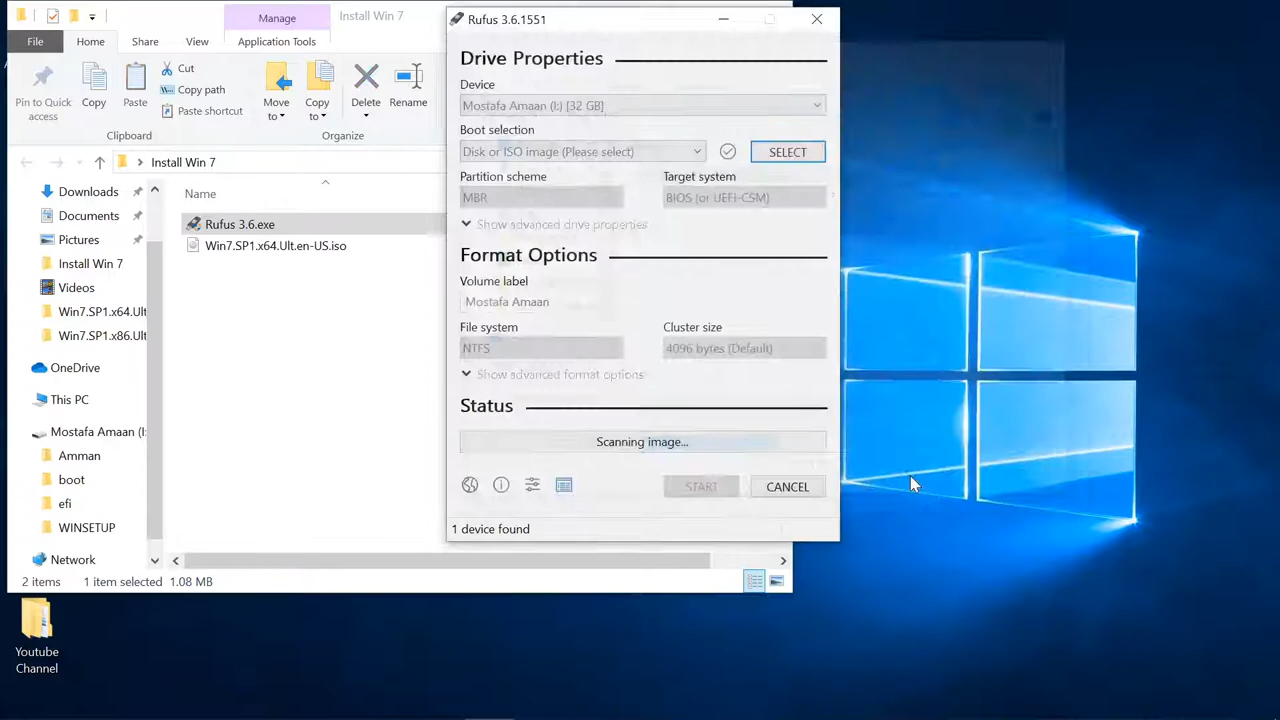 Manage
Install Win 7
File
Home
Share
View
Application Tools
Pin to Quick
access
Copy
Paste
Cut
Copy path
Paste shortcut
Move
to
Copy
to
Delete
Rename
Clipboard
Organize
Install Win 7
Downloads
Documents
Pictures
Install Win 7
Videos
Win7.SP1.x64.Ult
Win7.SP1.x86.Ult
OneDrive
This PC
Mostafa Amaan (I:
Amman
boot
efi
WINSETUP
Network
Name
Rufus 3.6.exe
Win7.SP1.x64.Ult.en-US.iso
2 items
1 item selected
1.08 MB
Rufus 3.6.1551
Drive Properties
Device
Mostafa Amaan (I:) [32 GB]
Boot selection
Disk or ISO image (Please select)
SELECT
Partition scheme
Target system
MBR
BIOS (or UEFI-CSM)
Show advanced drive properties
Format Options
Volume label
Mostafa Amaan
File system
Cluster size
NTFS
4096 bytes (Default)
Show advanced format options
Status
Scanning image...
START
CANCEL
1 device found
Youtube
Channel